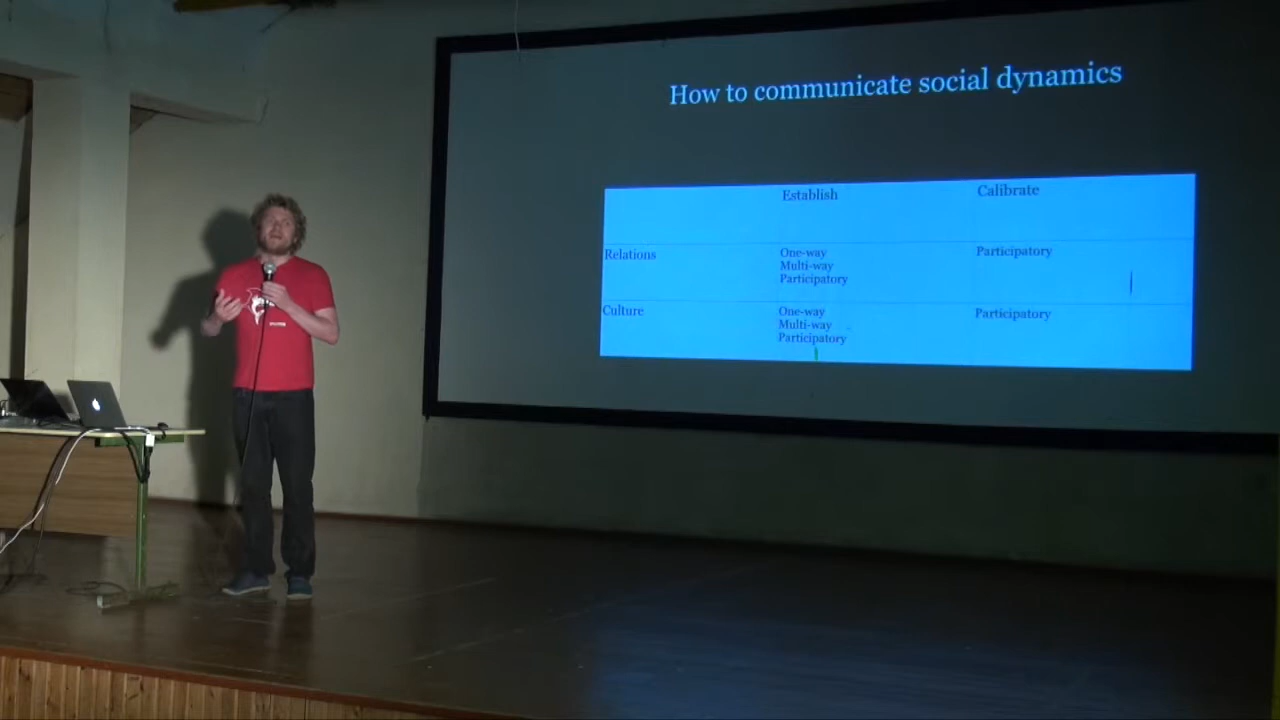 How to communicate social dynamics
Establish Calibrate
Relations One-way Participatory
Multi-way
Participatory
Culture One-way Participatory
Multi-way
Participatory